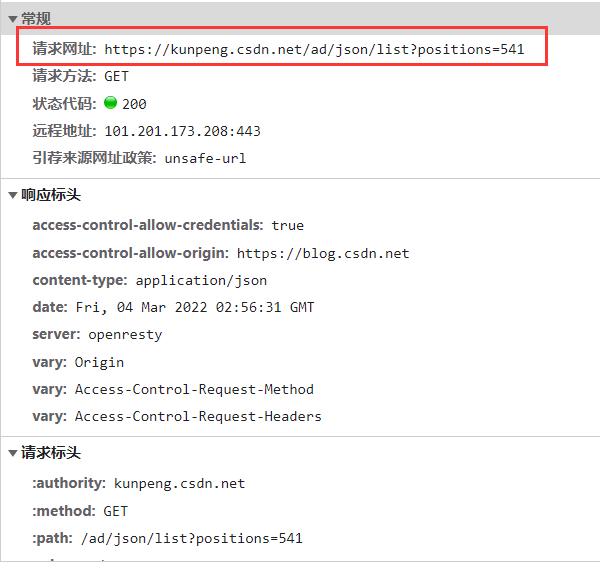 常规
请求网址: https://kunpeng.csdn.net/ad/json/list?positions=541
请求方法: GET
状态代码: 200
远程地址: 101.201.173.208:443
引荐来源网址政策: unsafe-url
响应标头
access-control-allow-credentials: true
access-control-allow-origin: https://blog.csdn.net
content-type: application/json
date: Fri, 04 Mar 2022 02:56:31 GMT
server: openresty
vary: Origin
vary: Access-Control-Request-Method
vary: Access-Control-Request-Headers
请求标头
:authority: kunpeng.csdn.net
:method: GET
:path: /ad/json/list?positions=541